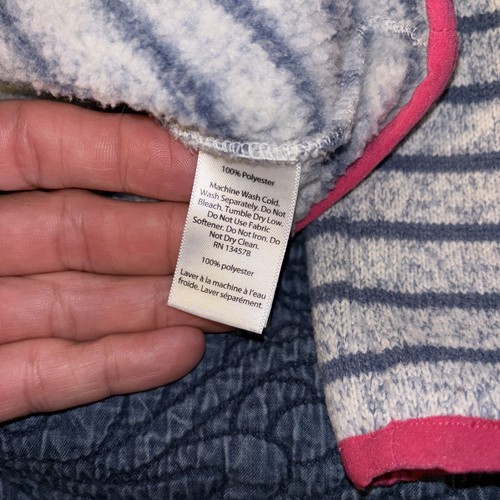 100% Polyester
Machine Wash Cold.
Wash Separately. Do Not
Bleach. Tumble Dry Low.
Do Not Use Fabric
Softener. Do Not Iron. Do
Not Dry Clean.
RN 134578
100% polyester
Laver à la machine à l'eau
froide. Laver séparément.